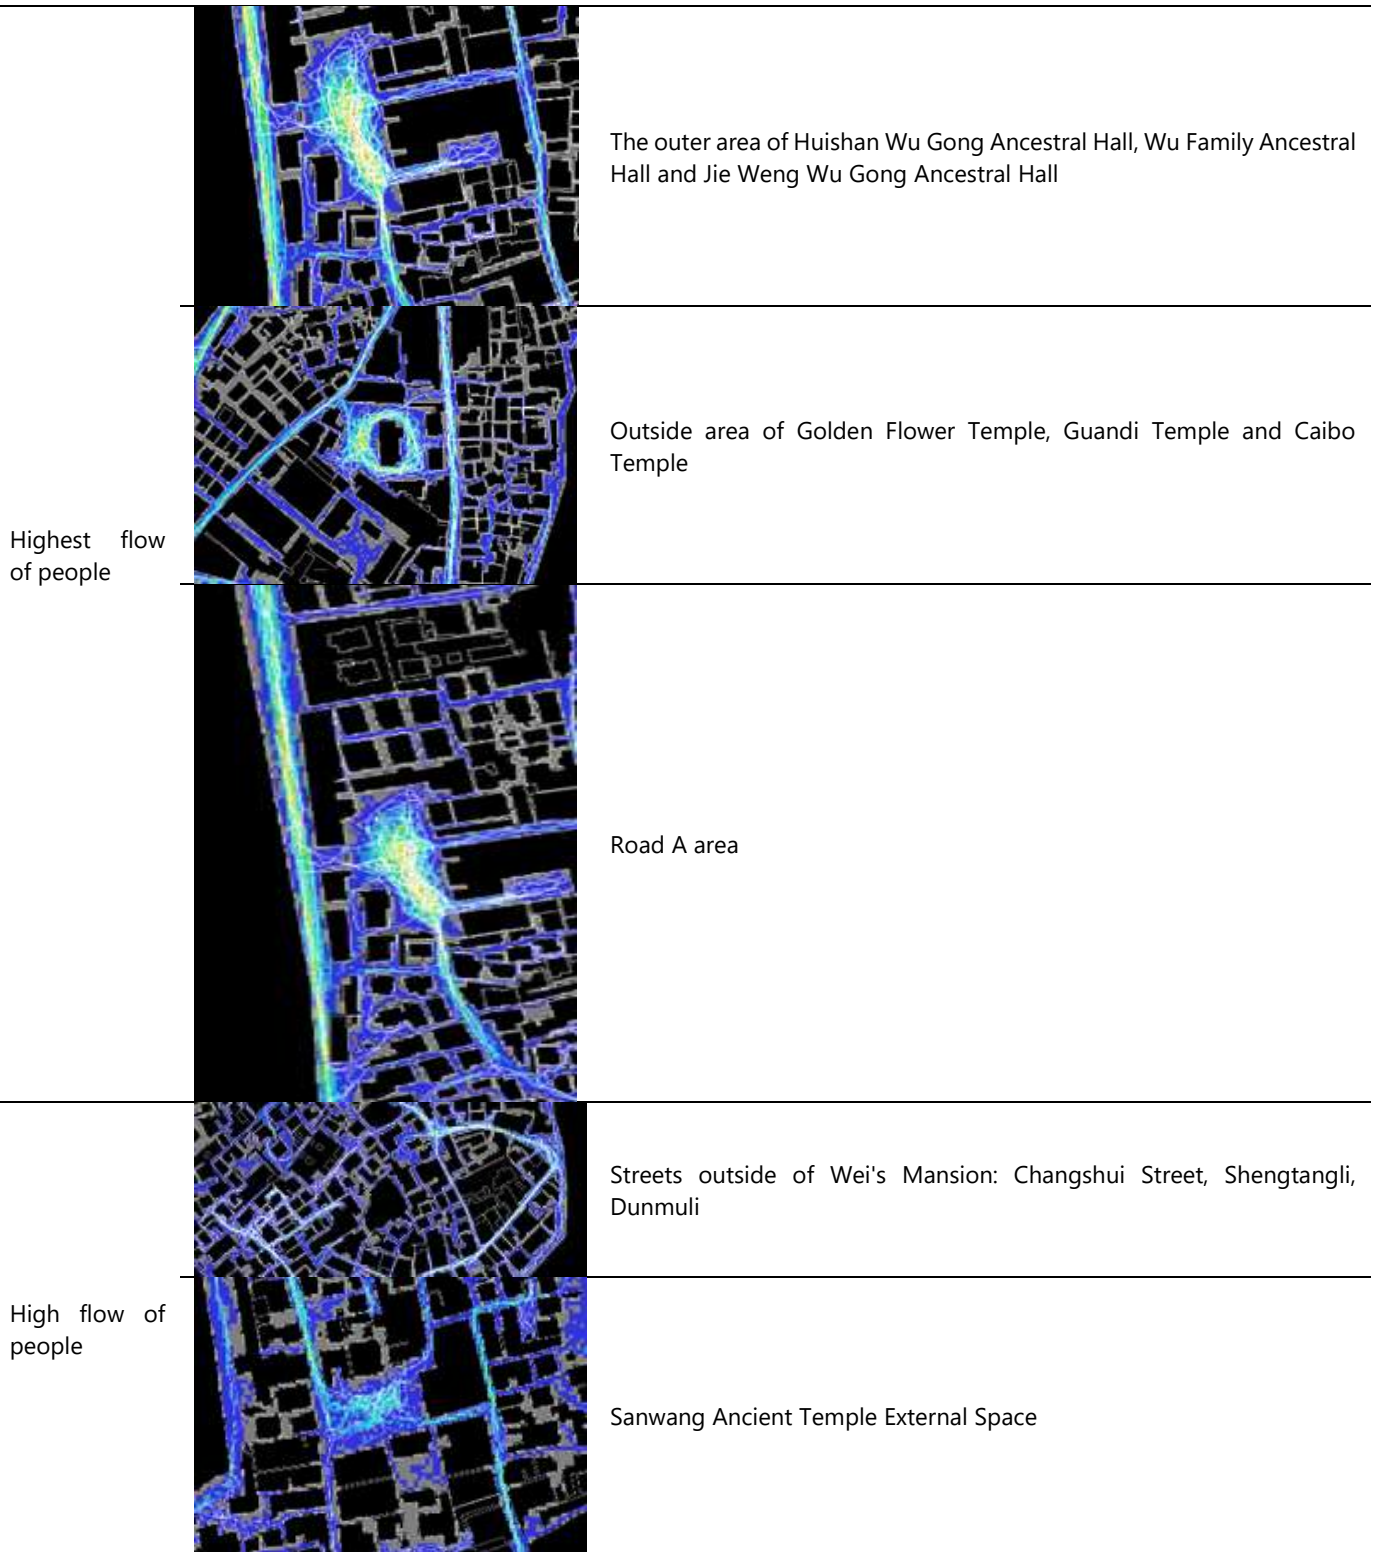 The outer area of Huishan Wu Gong Ancestral Hall, Wu Family Ancestral
Hall and Jie Weng Wu Gong Ancestral Hall
Outside area of Golden Flower Temple, Guandi Temple and Caibo
Temple
Highest flow
of people
Road A area
Streets outside of Wei's Mansion: Changshui Street, Shengtangli,
Dunmuli
High flow of
people
Sanwang Ancient Temple External Space